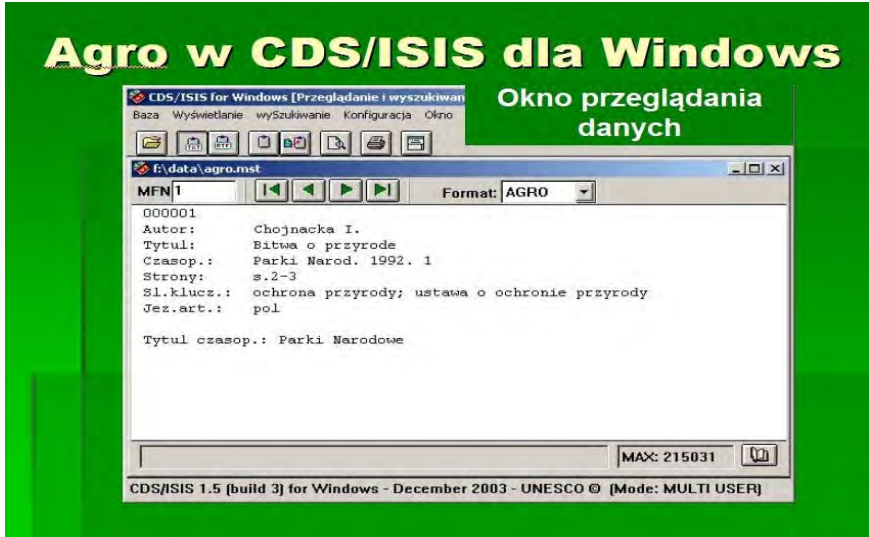 Agro w CDS/ISIS dla Windows
CDS/ISIS for Windows [Przeglądanie i wyszukiwan
Okno przeglądania
danych
Baza Wyświetlanie wySzukiwanie Konfiguracja Okno
f:\data\agro.mst
MFN 1 Format: AGRO
000001
Autor: Chojnacka I.
Tytul: Bitwa o przyrode
Czasop.: Parki Narod. 1992. 1
Strony: s.2-3
Sl.klucz.: ochrona przyrody; ustawa o ochronie przyrody
Jez.art.: pol
Tytul czasop.: Parki Narodowe
MAX: 215031
CDS/ISIS 1.5 (build 3) for Windows - December 2003 - UNESCO © (Mode: MULTI USER)